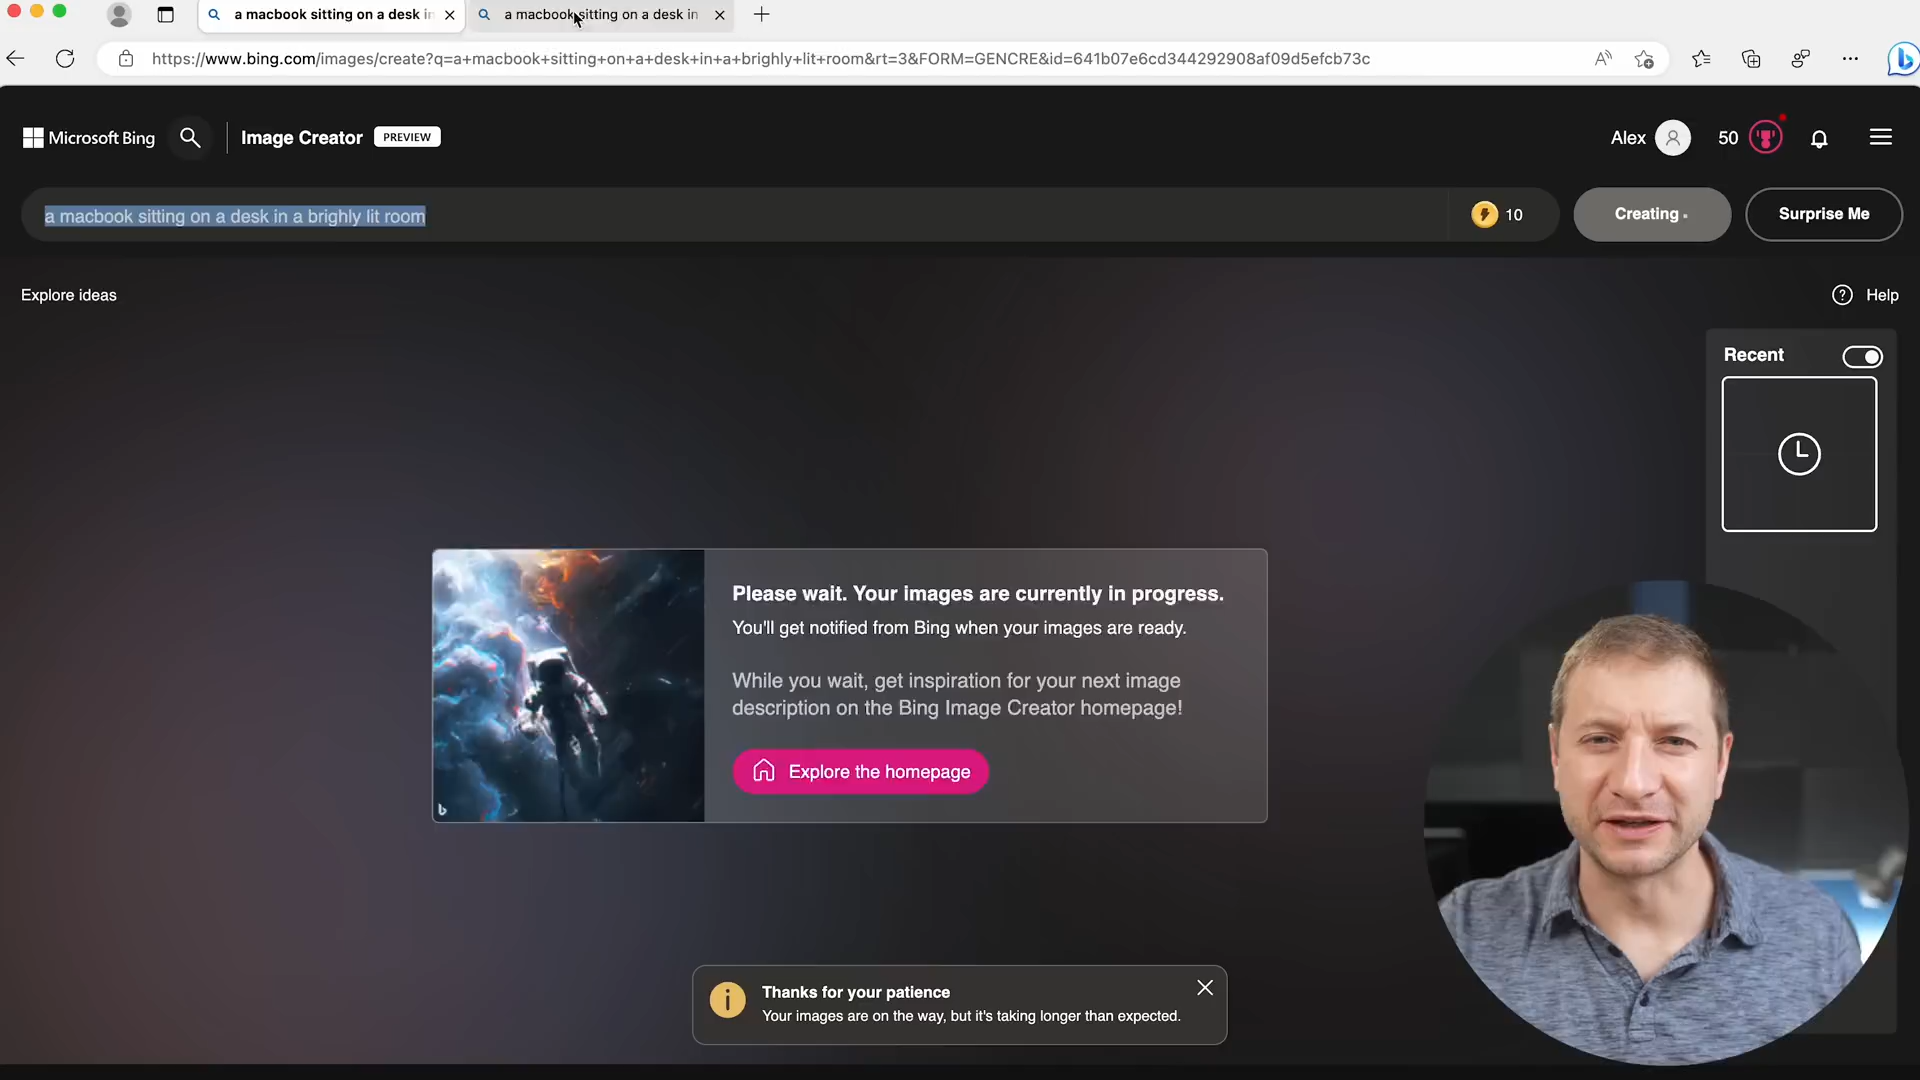 a macbook sitting on a desk in
a macbook sitting on a desk in
https://www.bing.com/images/create?q=a+macbook+sitting+on+a+desk+in+a+brighly+lit+room&rt=3&FORM=GENCRE&id=641b07e6cd344292908af09d5efcb73c
Microsoft Bing
Image Creator
PREVIEW
Alex
50
a macbook sitting on a desk in a brighly lit room
10
Creating
Surprise Me
Explore ideas
Help
Recent
Please wait. Your images are currently in progress.
You'll get notified from Bing when your images are ready.
While you wait, get inspiration for your next image
description on the Bing Image Creator homepage!
Explore the homepage
Thanks for your patience
Your images are on the way, but it's taking longer than expected.